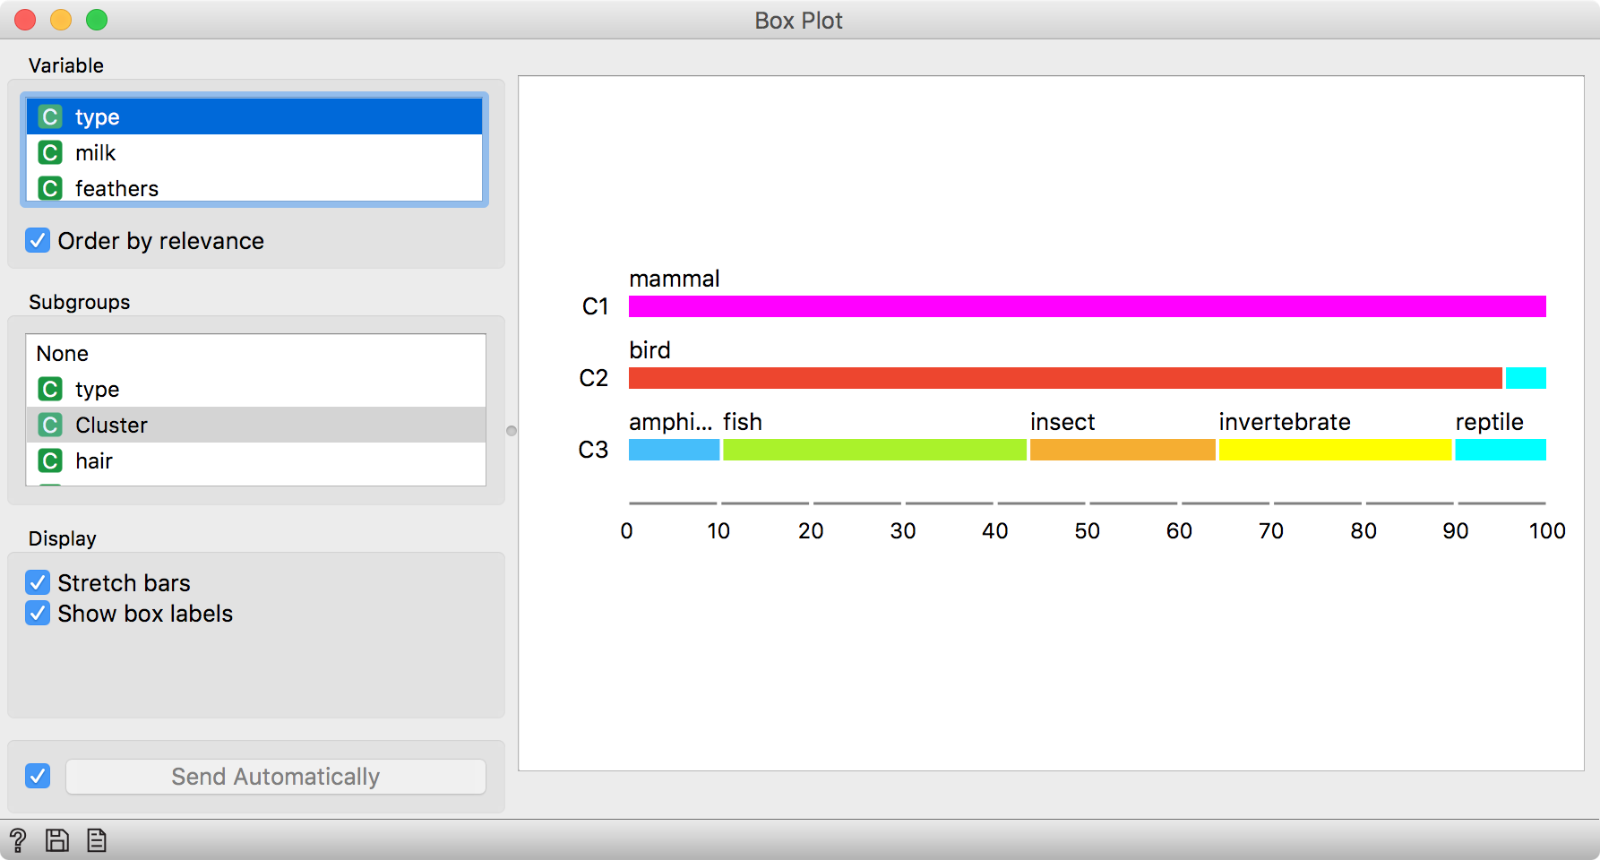 Box Plot
Variable
C type
C milk
C feathers
Order by relevance
Subgroups
None
C type
C Cluster
C hair
Display
Stretch bars
Show box labels
Send Automatically
mammal
C1
bird
C2
amphi... fish insect invertebrate reptile
C3
0 10 20 30 40 50 60 70 80 90 100